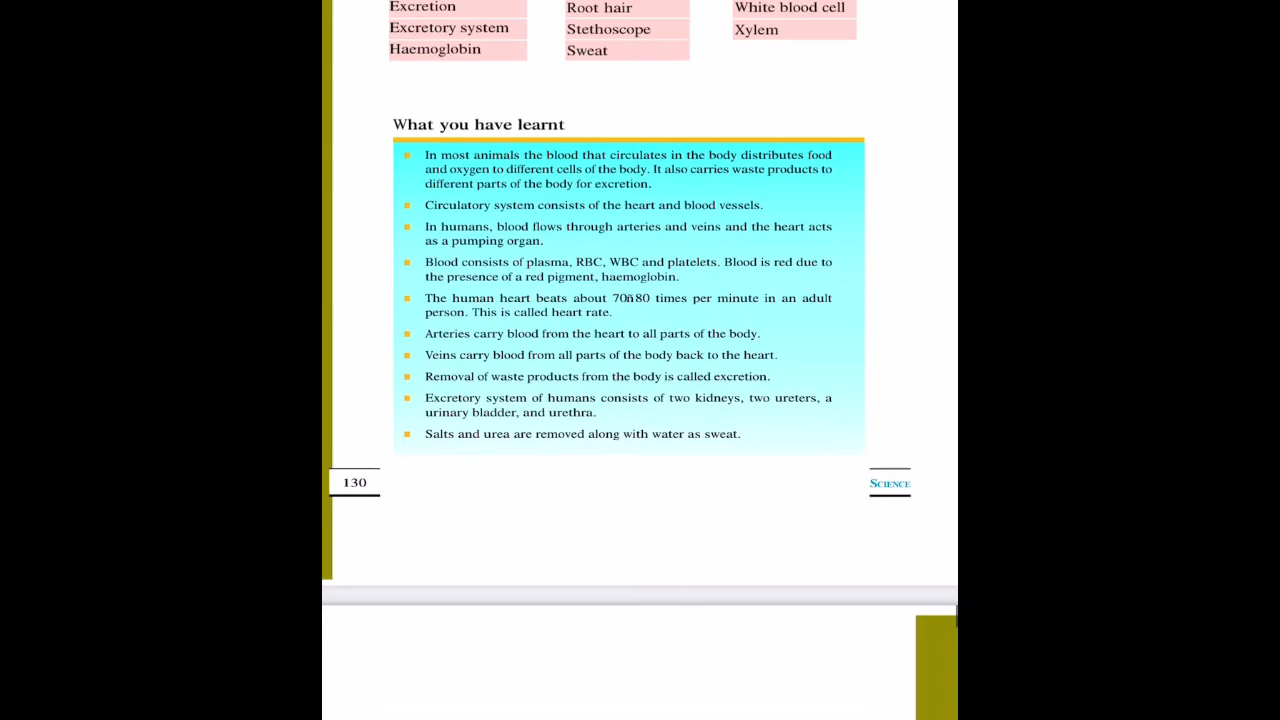 Excretion Root hair White blood cell
Excretory system Stethoscope Xylem
Haemoglobin Sweat
What you have learnt
In most animals the blood that circulates in the body distributes food
and oxygen to different cells of the body. It also carries waste products to
different parts of the body for excretion.
Circulatory system consists of the heart and blood vessels.
In humans, blood flows through arteries and veins and the heart acts
as a pumping organ.
Blood consists of plasma, RBC, WBC and platelets. Blood is red due to
the presence of a red pigment, haemoglobin.
The human heart beats about 70ñ80 times per minute in an adult
person. This is called heart rate.
Arteries carry blood from the heart to all parts of the body.
Veins carry blood from all parts of the body back to the heart.
Removal of waste products from the body is called excretion.
Excretory system of humans consists of two kidneys, two ureters, a
urinary bladder, and urethra.
Salts and urea are removed along with water as sweat.
130 SCIENCE